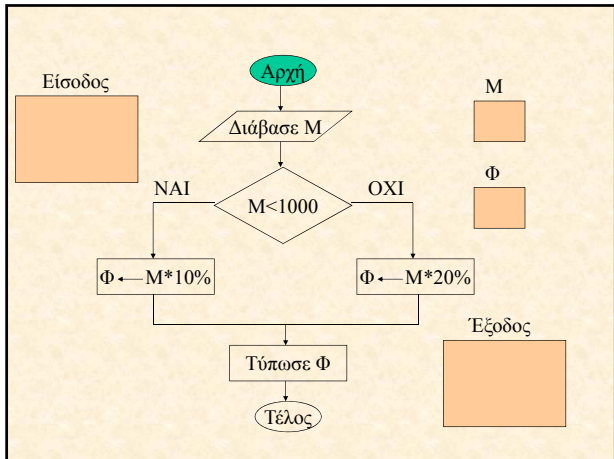 Αρχή
Είσοδος
Διάβασε Μ
Μ
Φ
ΝΑΙ
Μ<1000
ΟΧΙ
Φ ← Μ*10%
Φ ← Μ*20%
Έξοδος
Τύπωσε Φ
Τέλος